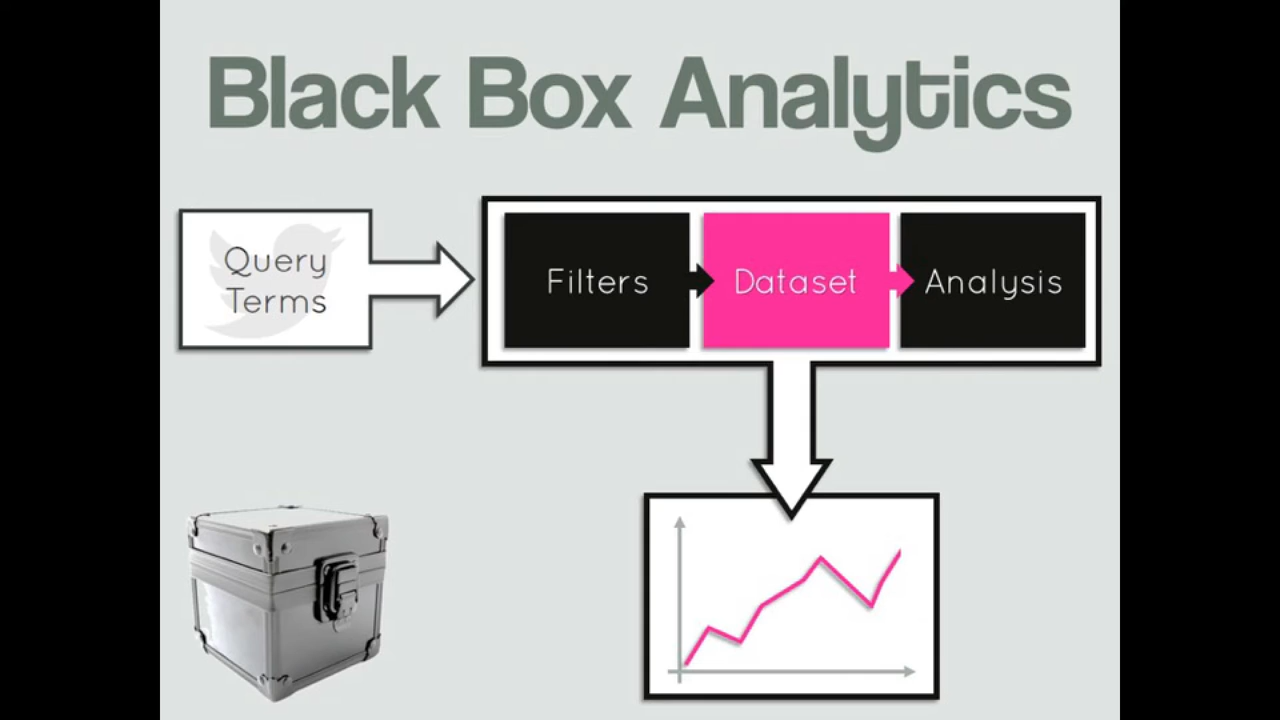 Black Box Analytics
Query
Terms
Filters
Dataset
Analysis